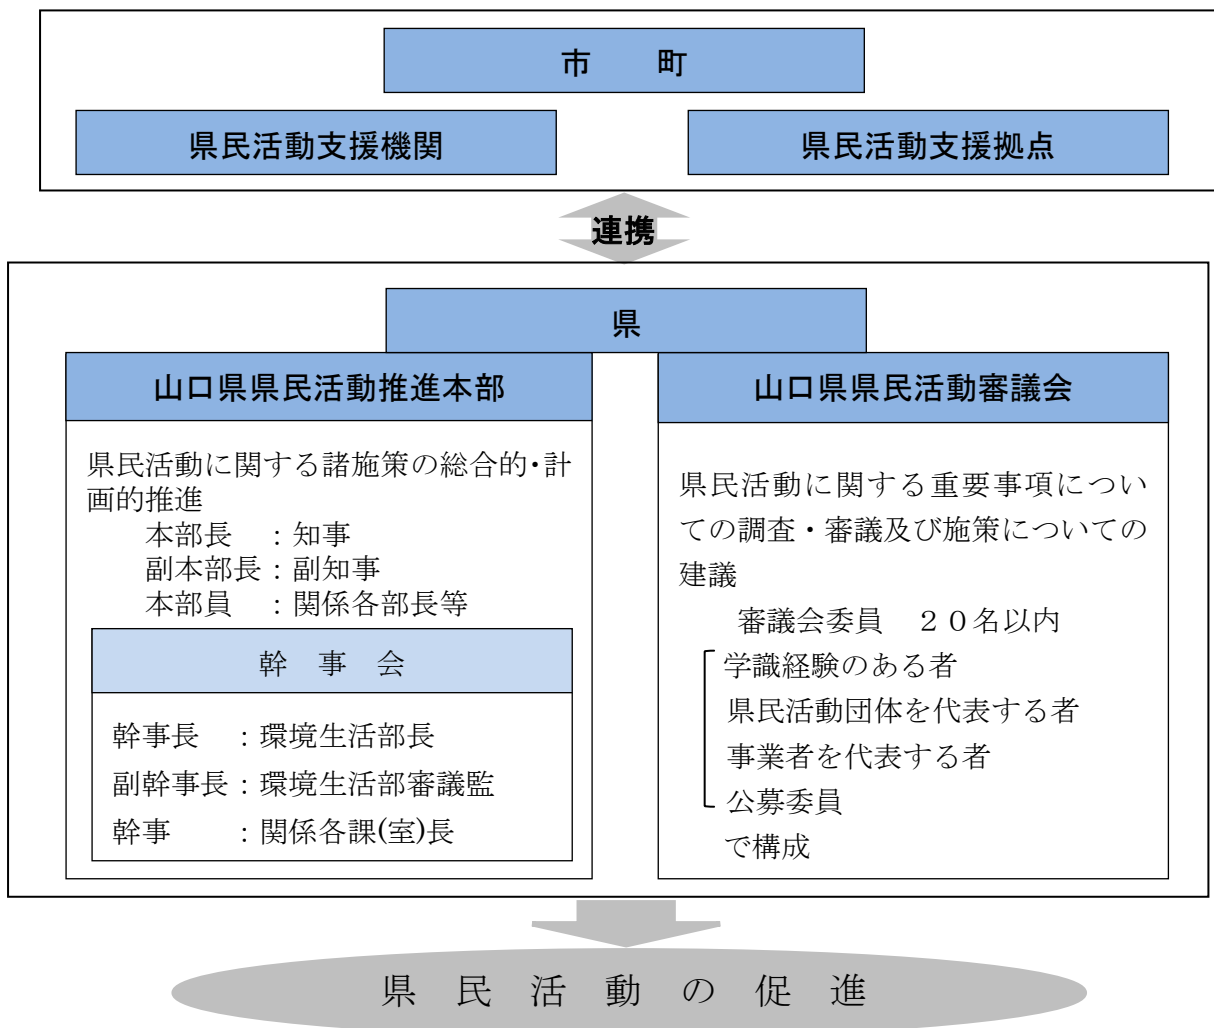 市　　町
県民活動支援機関
県民活動支援拠点
連携
県
山口県県民活動推進本部
県民活動に関する諸施策の総合的・計
画的推進
本部長　：知事
副本部長：副知事
本部員　：関係各部長等
幹　事　会
幹事長　：環境生活部長
副幹事長：環境生活部審議監
幹事　　：関係各課(室)長
山口県県民活動審議会
県民活動に関する重要事項につい
ての調査・審議及び施策についての
建議
審議会委員　２０名以内
学識経験のある者
県民活動団体を代表する者
事業者を代表する者
公募委員
で構成
県　民　活　動　の　促　進